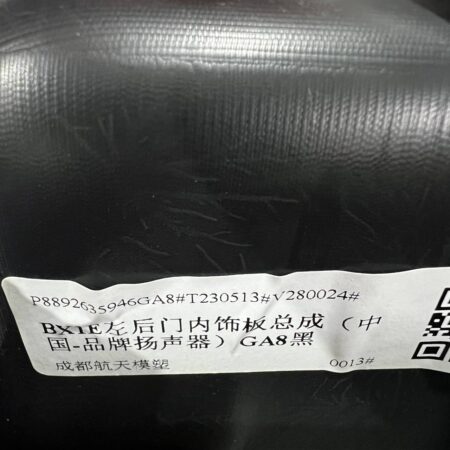 P8892635946GA8#T230513#V280024#
BX1E左后门内饰板总成（中
国-品牌扬声器）GA8黑
成都航天模塑 0013#